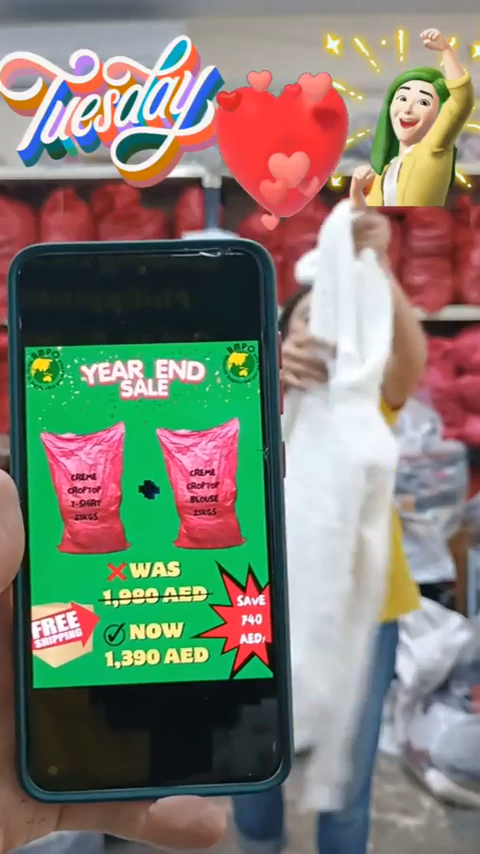 Tuesday
YEAR END
SALE
CREME
CROPTOP
T-SHIRT
25KGS
CREME
CROPTOP
BLOUSE
25KGS
WAS
1,980 AED
FREE
SHIPPING
NOW
1,390 AED
SAVE
740
AED!